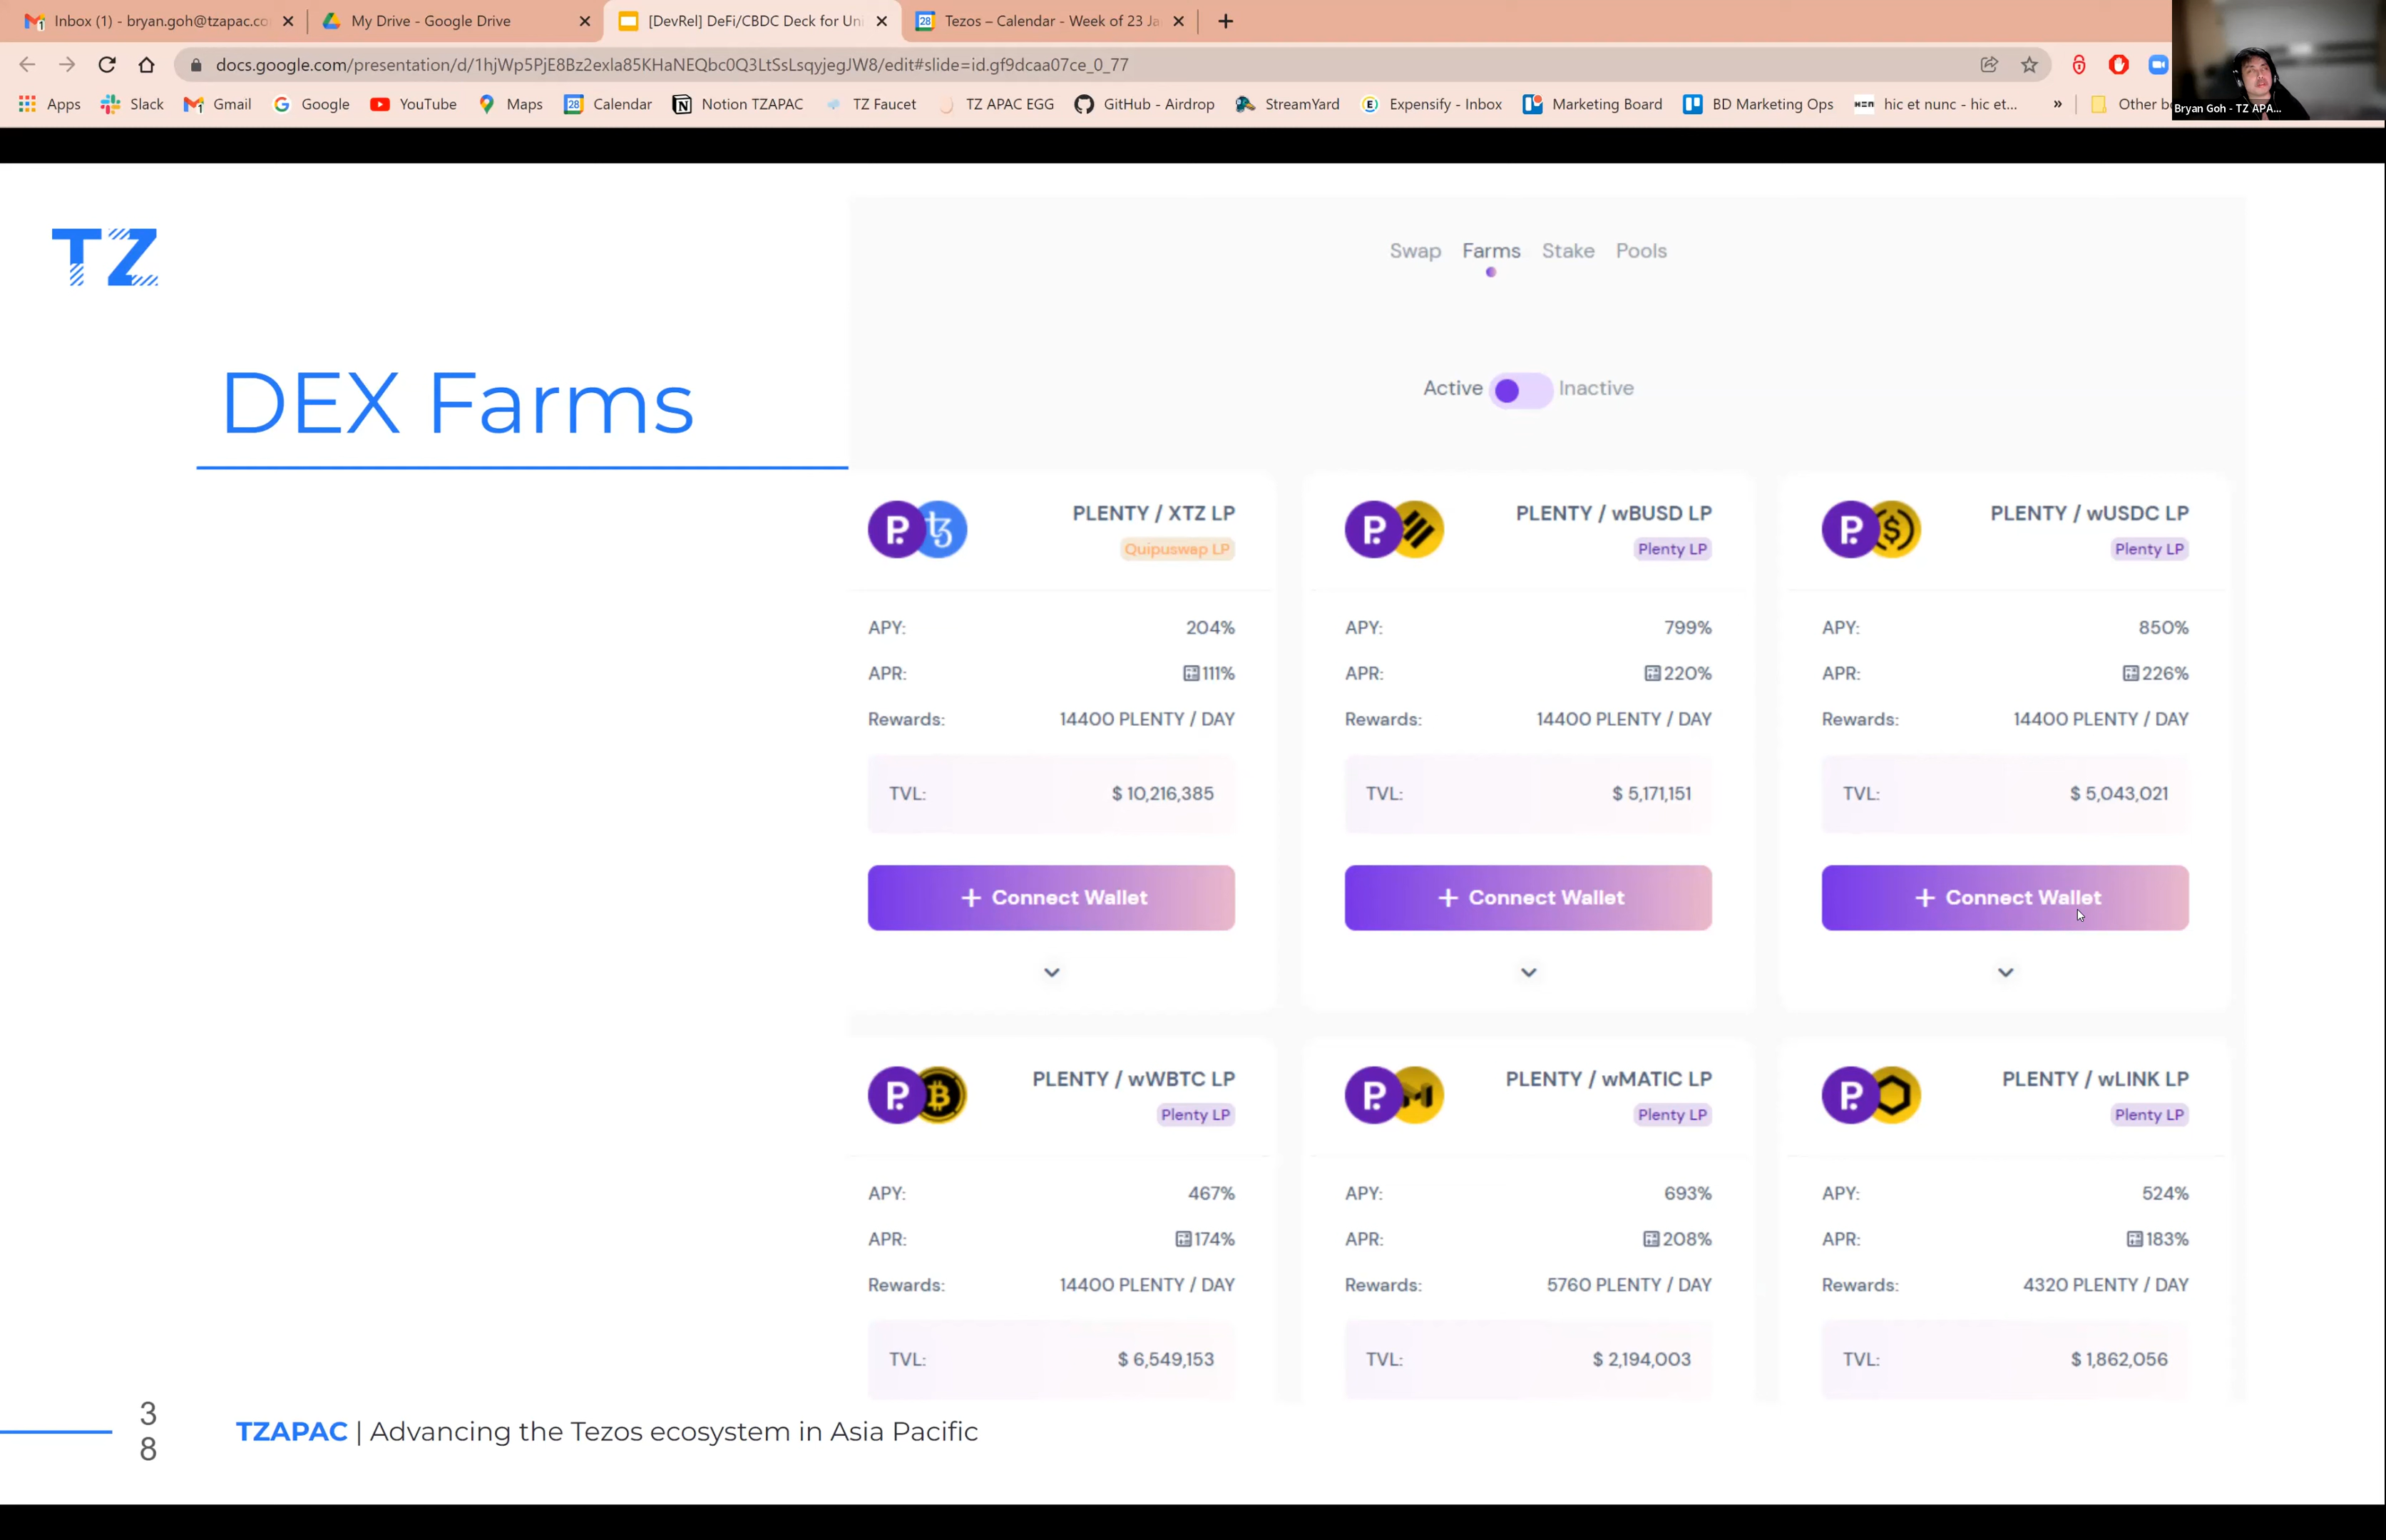 Inbox (1) - bryan.goh@tzapac.co
My Drive - Google Drive
[DevRel] DeFi/CBDC Deck for Uni
Tezos – Calendar - Week of 23 Ja
docs.google.com/presentation/d/1hjWp5PjE8Bz2exla85KHaNEQbc0Q3LtSsLsqyjegJW8/edit#slide=id.gf9dcaa07ce_0_77
Apps Slack Gmail Google YouTube Maps Calendar Notion TZAPAC TZ Faucet TZ APAC EGG GitHub - Airdrop StreamYard Expensify - Inbox Marketing Board BD Marketing Ops hic et nunc - hic et... » Other b
Bryan Goh - TZ APA...
TZ
DEX Farms
Swap Farms Stake Pools
Active Inactive
PLENTY / XTZ LP
Quipuswap LP
APY: 204%
APR: 111%
Rewards: 14400 PLENTY / DAY
TVL: $ 10,216,385
+ Connect Wallet
PLENTY / wBUSD LP
Plenty LP
APY: 799%
APR: 220%
Rewards: 14400 PLENTY / DAY
TVL: $ 5,171,151
+ Connect Wallet
PLENTY / wUSDC LP
Plenty LP
APY: 850%
APR: 226%
Rewards: 14400 PLENTY / DAY
TVL: $ 5,043,021
+ Connect Wallet
PLENTY / wWBTC LP
Plenty LP
APY: 467%
APR: 174%
Rewards: 14400 PLENTY / DAY
TVL: $ 6,549,153
PLENTY / wMATIC LP
Plenty LP
APY: 693%
APR: 208%
Rewards: 5760 PLENTY / DAY
TVL: $ 2,194,003
PLENTY / wLINK LP
Plenty LP
APY: 524%
APR: 183%
Rewards: 4320 PLENTY / DAY
TVL: $ 1,862,056
3
8
TZAPAC | Advancing the Tezos ecosystem in Asia Pacific